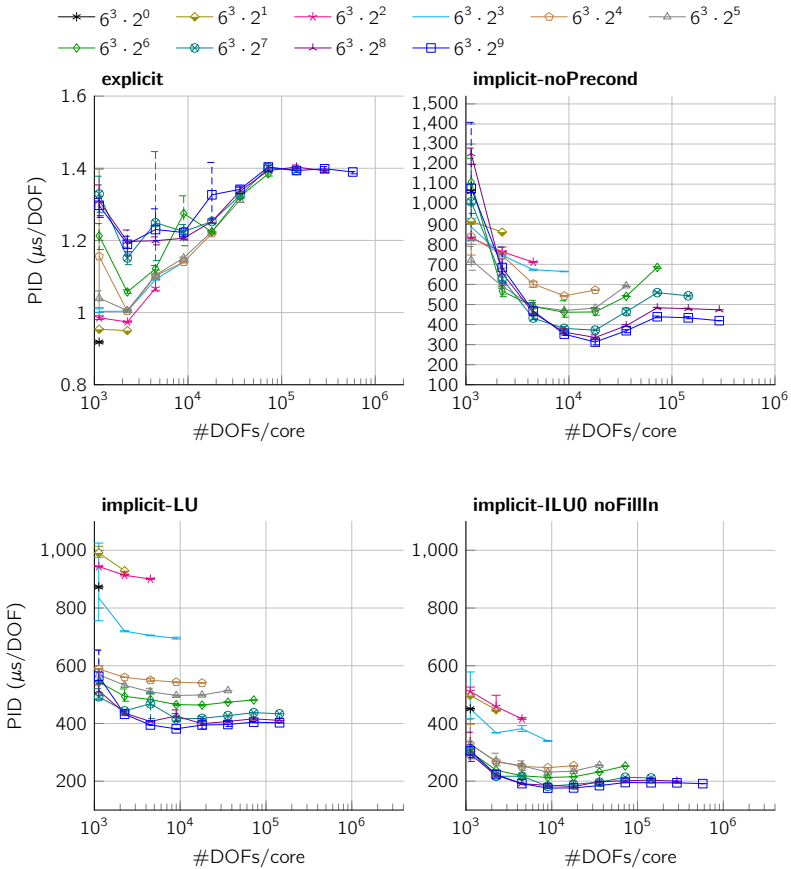 6³ · 2⁰ 6³ · 2¹ 6³ · 2² 6³ · 2³ 6³ · 2⁴ 6³ · 2⁵
6³ · 2⁶ 6³ · 2⁷ 6³ · 2⁸ 6³ · 2⁹
explicit
PID (µs/DOF)
1.6
1.4
1.2
1
0.8
10³ 10⁴ 10⁵ 10⁶
#DOFs/core
implicit-noPrecond
1,500
1,400
1,300
1,200
1,100
1,000
900
800
700
600
500
400
300
200
100
10³ 10⁴ 10⁵ 10⁶
#DOFs/core
implicit-LU
PID (µs/DOF)
1,000
800
600
400
200
10³ 10⁴ 10⁵ 10⁶
#DOFs/core
implicit-ILU0 noFillIn
1,000
800
600
400
200
10³ 10⁴ 10⁵ 10⁶
#DOFs/core